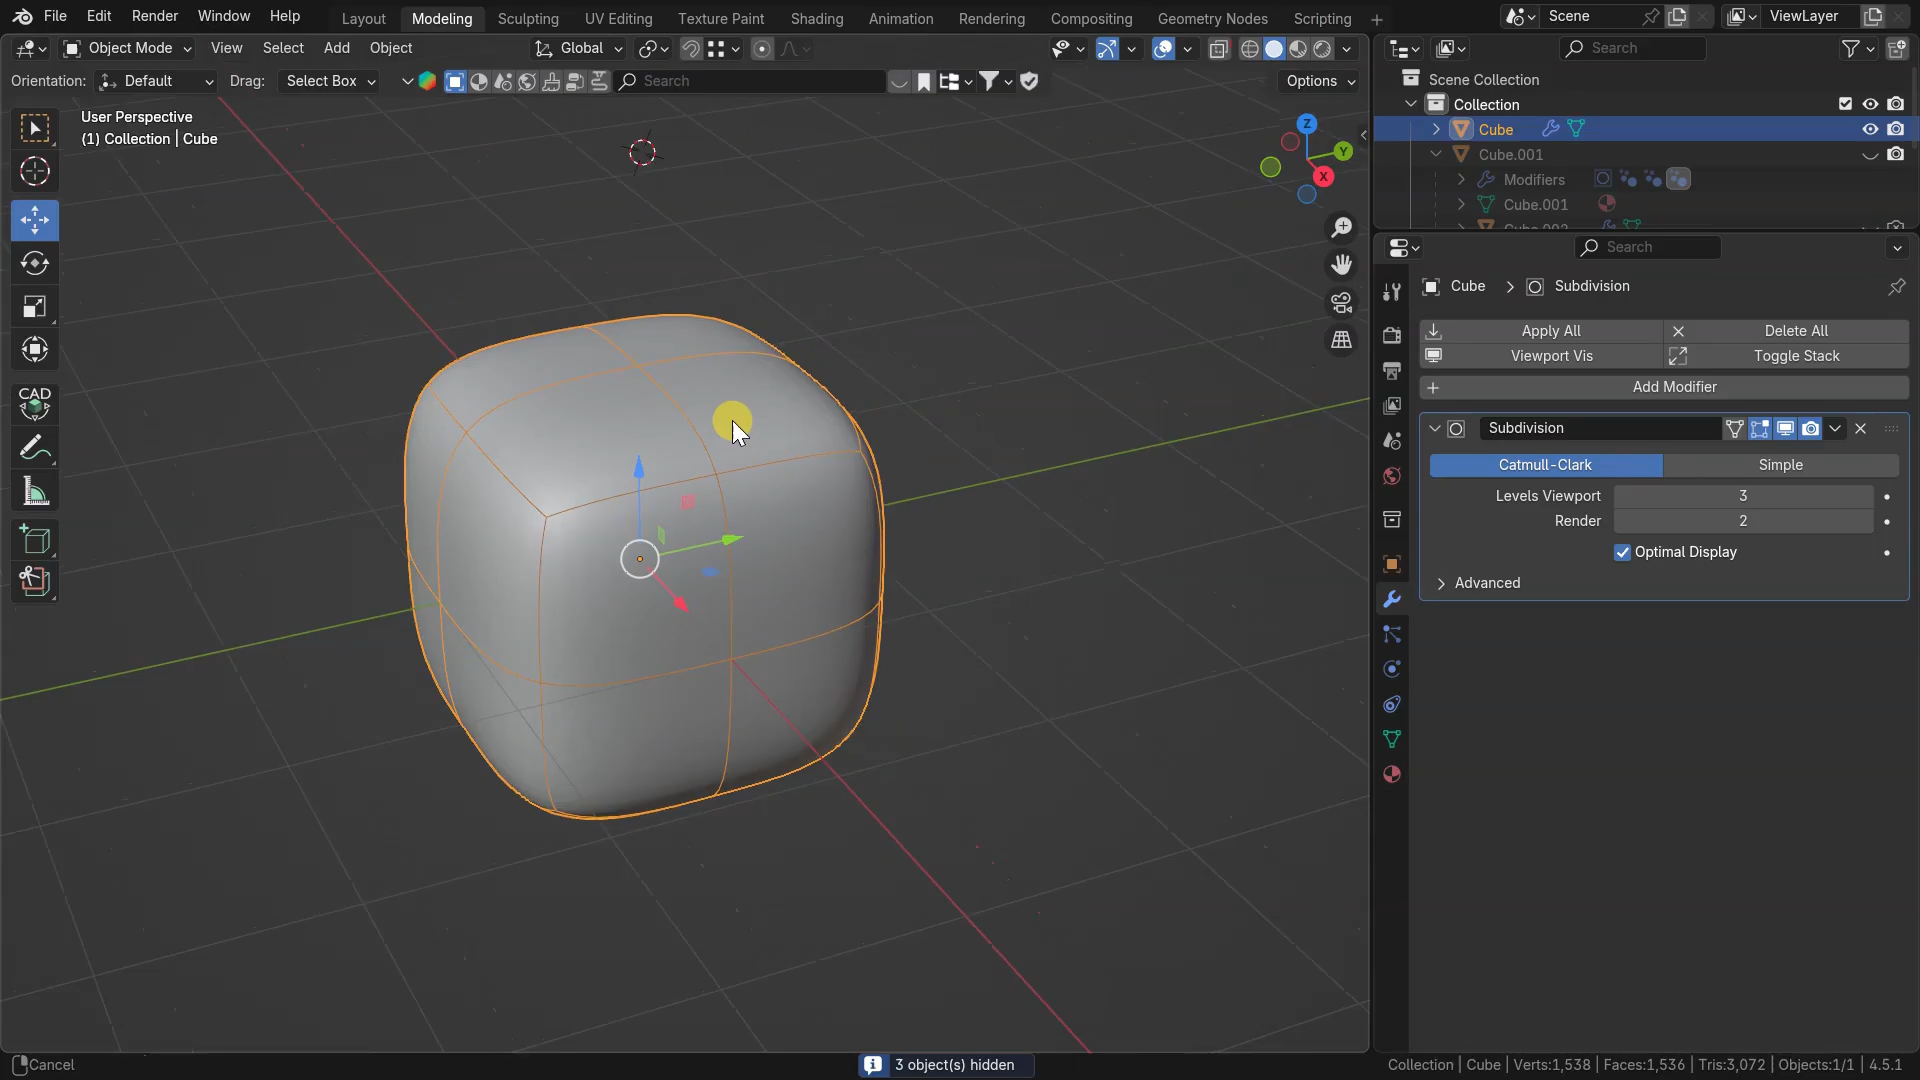 File Edit Render Window Help Layout Modeling Sculpting UV Editing Texture Paint Shading Animation Rendering Compositing Geometry Nodes Scripting + Scene ViewLayer
Object Mode View Select Add Object Global Search
Orientation: Default Drag: Select Box Search Options
Scene Collection
User Perspective
(1) Collection | Cube
Collection
Cube
Cube.001
Modifiers
Cube.001
Z
Y
X
Search
Cube Subdivision
Apply All Delete All
Viewport Vis Toggle Stack
Add Modifier
CAD
Subdivision
Catmull-Clark Simple
Levels Viewport 3
Render 2
Optimal Display
Advanced
Cancel 3 object(s) hidden Collection | Cube | Verts:1,538 | Faces:1,536 | Tris:3,072 | Objects:1/1 | 4.5.1